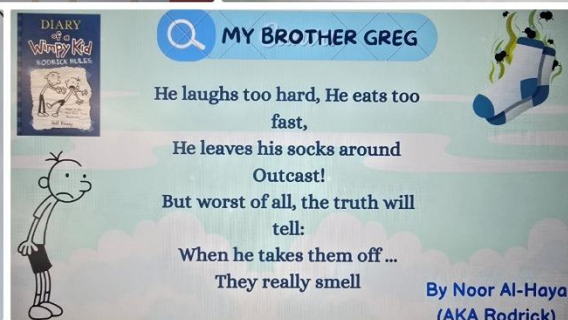 DIARY
of a
Wimpy Kid
RODRICK RULES
MY BROTHER GREG
He laughs too hard, He eats too
fast,
He leaves his socks around
Outcast!
But worst of all, the truth will
tell:
When he takes them off ...
They really smell
By Noor Al-Haya
(AKA Rodrick)